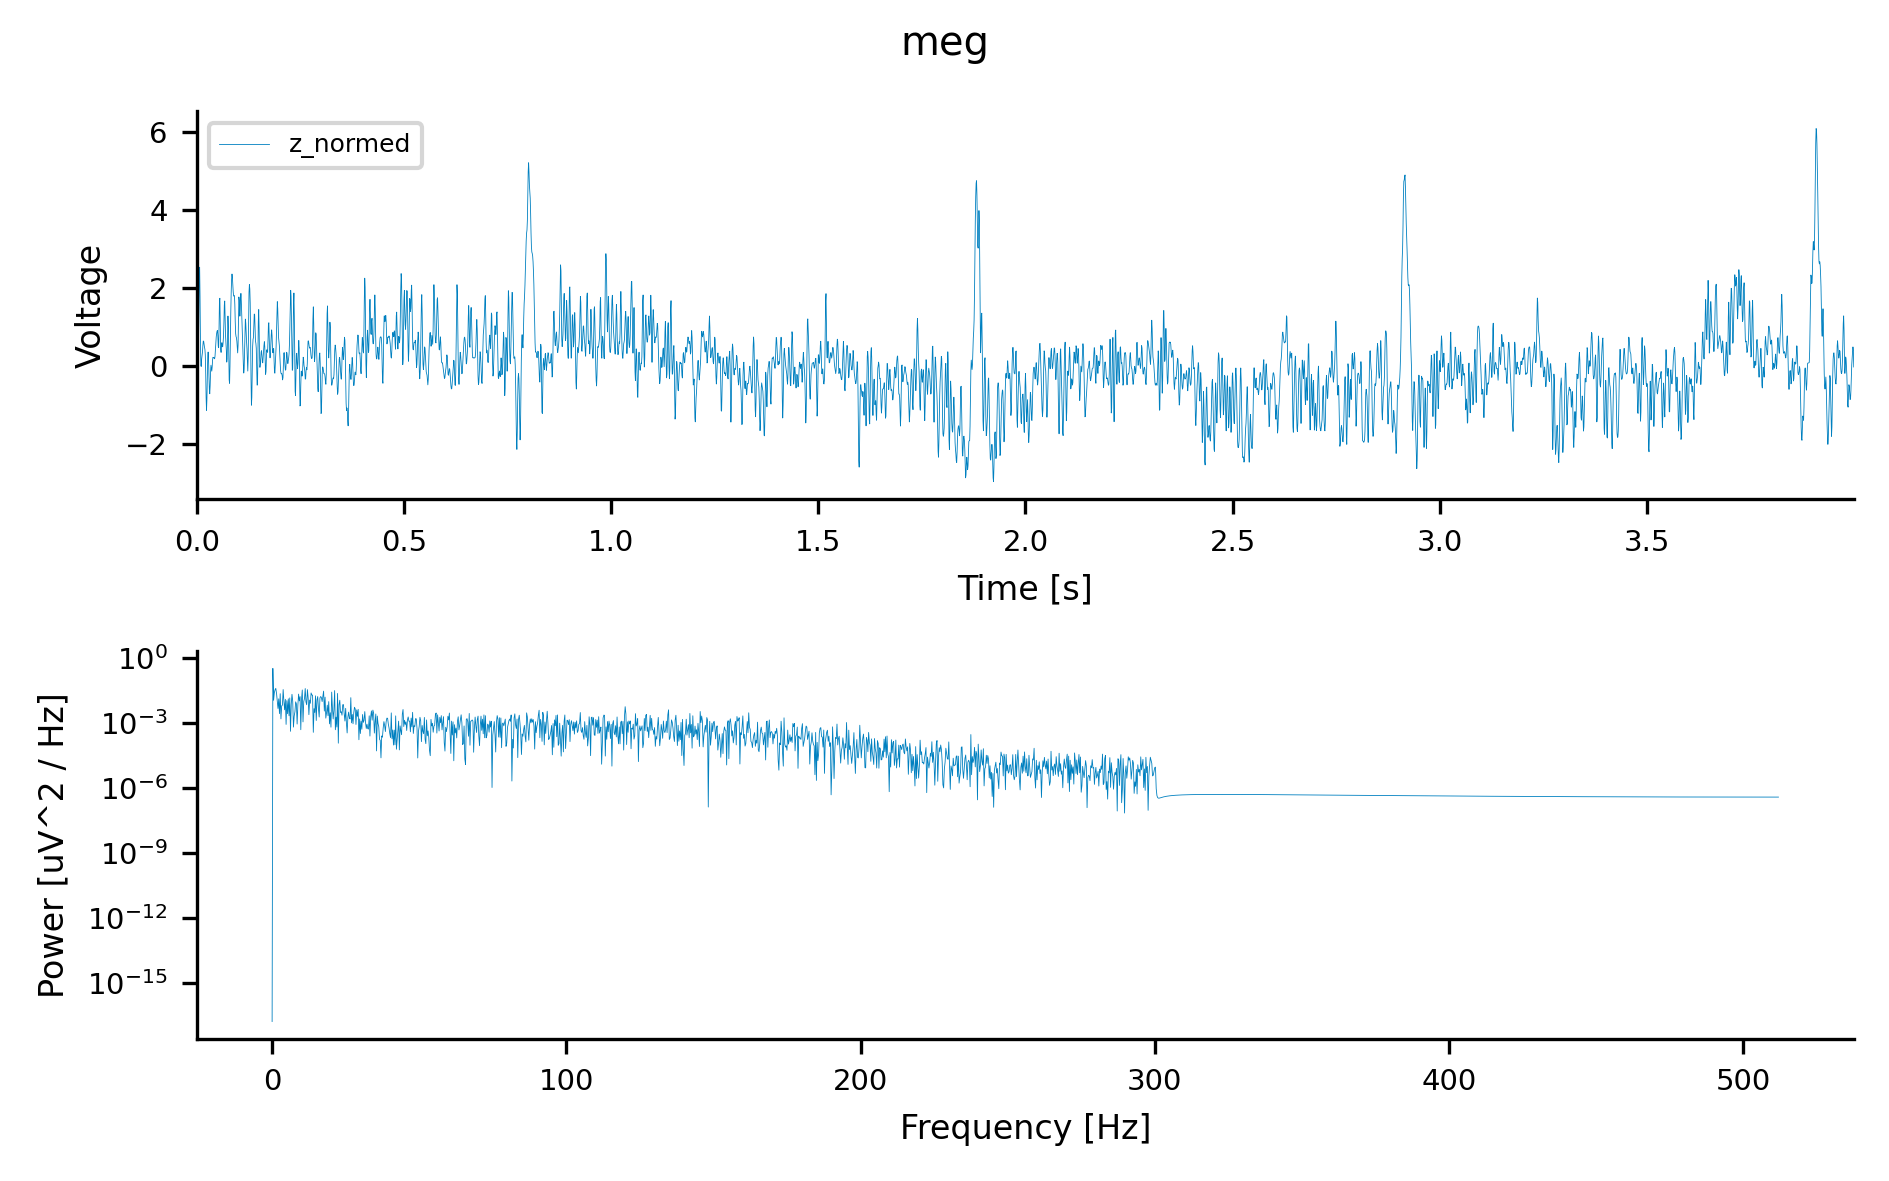 meg
z_normed
Voltage
6
4
2
0
−2
0.0 0.5 1.0 1.5 2.0 2.5 3.0 3.5
Time [s]
Power [uV^2 / Hz]
10⁰
10⁻³
10⁻⁶
10⁻⁹
10⁻¹²
10⁻¹⁵
0 100 200 300 400 500
Frequency [Hz]